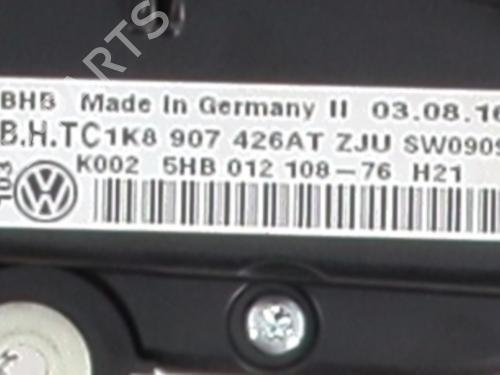 PARTS
BHB Made In Germany II 03.08.16
B.H.TC1K8 907 426AT ZJU SW0909
K002 5HB 012 108-76 H21
103